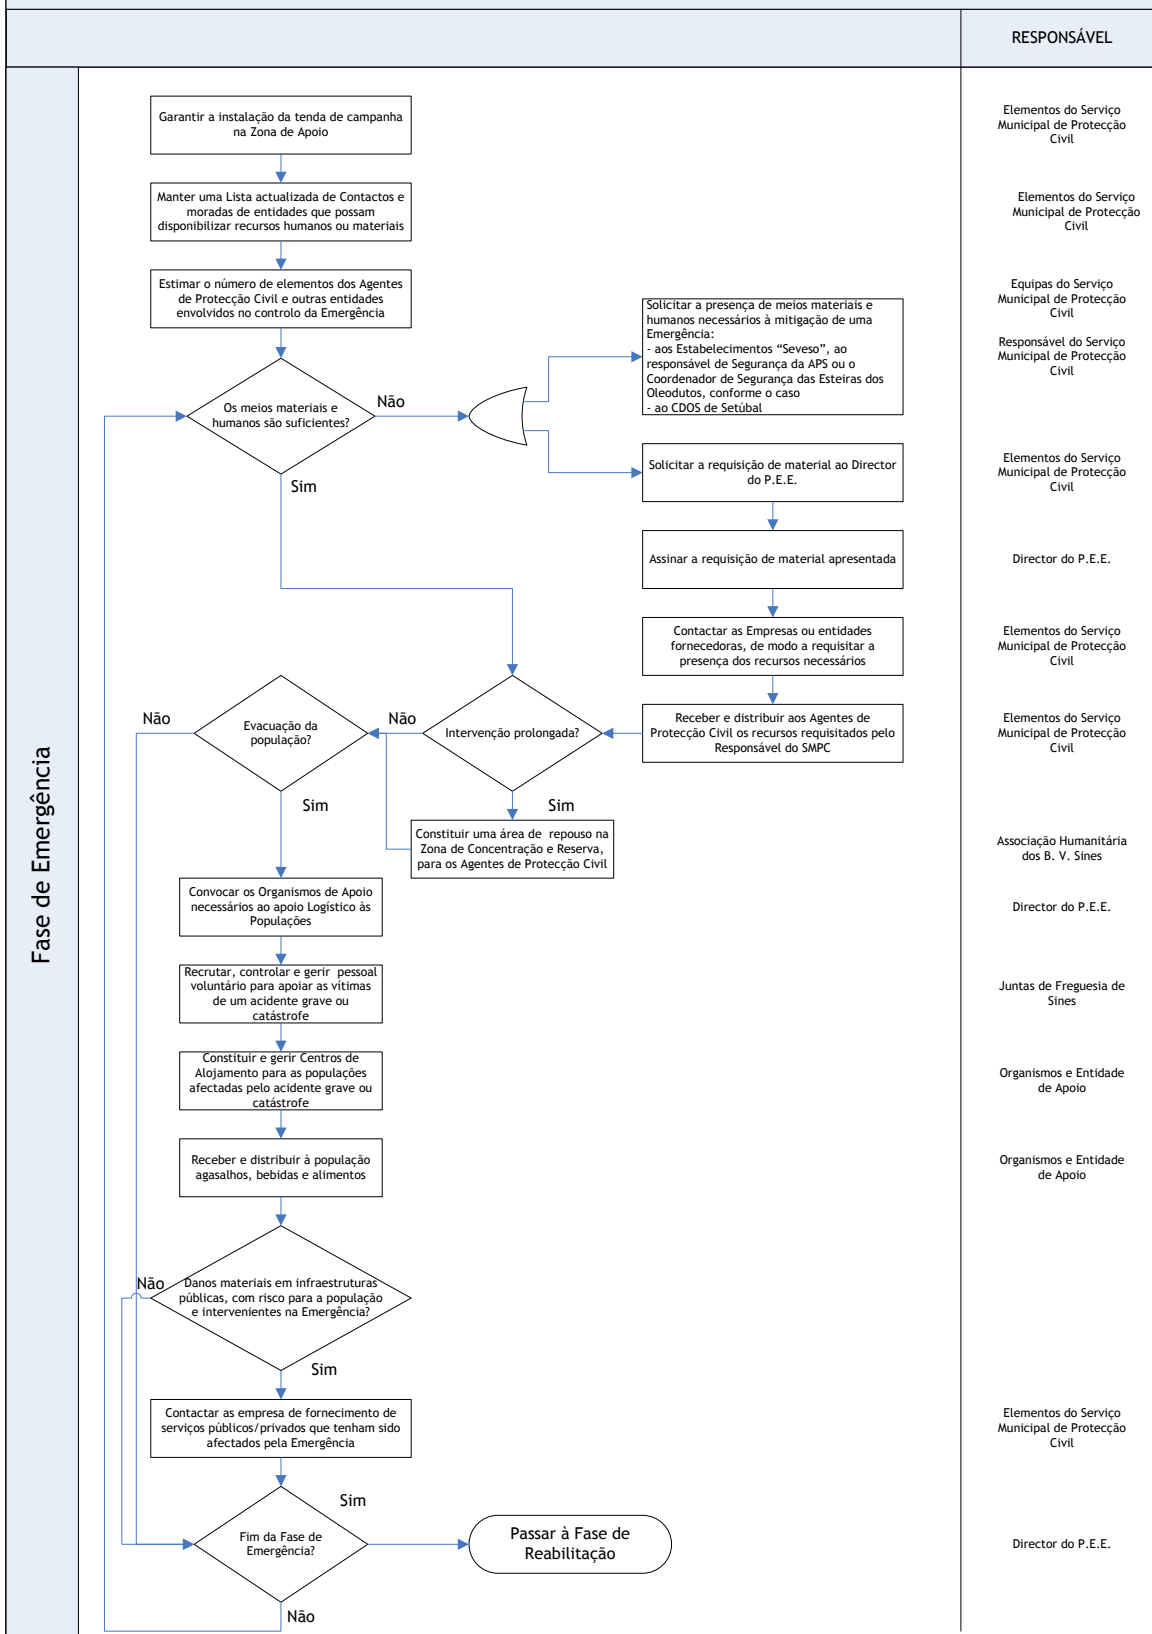 RESPONSÁVEL
Fase de Emergência
Garantir a instalação da tenda de campanha
na Zona de Apoio
Elementos do Serviço
Municipal de Protecção
Civil
Manter uma Lista actualizada de Contactos e
moradas de entidades que possam
disponibilizar recursos humanos ou materiais
Elementos do Serviço
Municipal de Protecção
Civil
Estimar o número de elementos dos Agentes
de Protecção Civil e outras entidades
envolvidos no controlo da Emergência
Equipas do Serviço
Municipal de Protecção
Civil
Solicitar a presença de meios materiais e
humanos necessários à mitigação de uma
Emergência:
- aos Estabelecimentos “Seveso”, ao
responsável de Segurança da APS ou o
Coordenador de Segurança das Esteiras dos
Oleodutos, conforme o caso
- ao CDOS de Setúbal
Responsável do Serviço
Municipal de Protecção
Civil
Os meios materiais e
humanos são suficientes?
Não
Sim
Solicitar a requisição de material ao Director
do P.E.E.
Elementos do Serviço
Municipal de Protecção
Civil
Assinar a requisição de material apresentada
Director do P.E.E.
Contactar as Empresas ou entidades
fornecedoras, de modo a requisitar a
presença dos recursos necessários
Elementos do Serviço
Municipal de Protecção
Civil
Receber e distribuir aos Agentes de
Protecção Civil os recursos requisitados pelo
Responsável do SMPC
Elementos do Serviço
Municipal de Protecção
Civil
Intervenção prolongada?
Não
Sim
Evacuação da
população?
Não
Sim
Constituir uma área de  repouso na
Zona de Concentração e Reserva,
para os Agentes de Protecção Civil
Associação Humanitária
dos B. V. Sines
Convocar os Organismos de Apoio
necessários ao apoio Logístico às
Populações
Director do P.E.E.
Recrutar, controlar e gerir  pessoal
voluntário para apoiar as vítimas
de um acidente grave ou
catástrofe
Juntas de Freguesia de
Sines
Constituir e gerir Centros de
Alojamento para as populações
afectadas pelo acidente grave ou
catástrofe
Organismos e Entidade
de Apoio
Receber e distribuir à população
agasalhos, bebidas e alimentos
Organismos e Entidade
de Apoio
Não
Danos materiais em infraestruturas
públicas, com risco para a população
e intervenientes na Emergência?
Sim
Contactar as empresa de fornecimento de
serviços públicos/privados que tenham sido
afectados pela Emergência
Elementos do Serviço
Municipal de Protecção
Civil
Fim da Fase de
Emergência?
Sim
Não
Passar à Fase de
Reabilitação
Director do P.E.E.